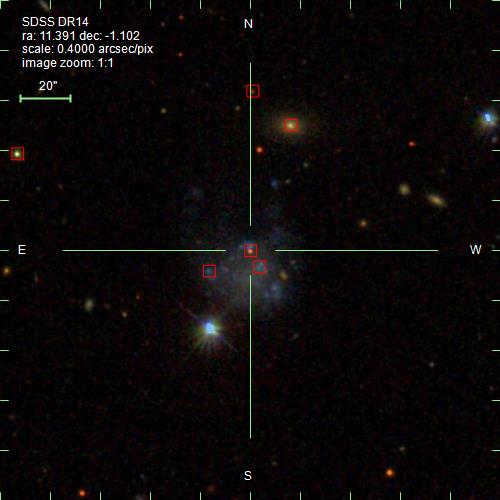 SDSS DR14
ra: 11.391 dec: -1.102
scale: 0.4000 arcsec/pix
image zoom: 1:1
20"
N
E
W
S